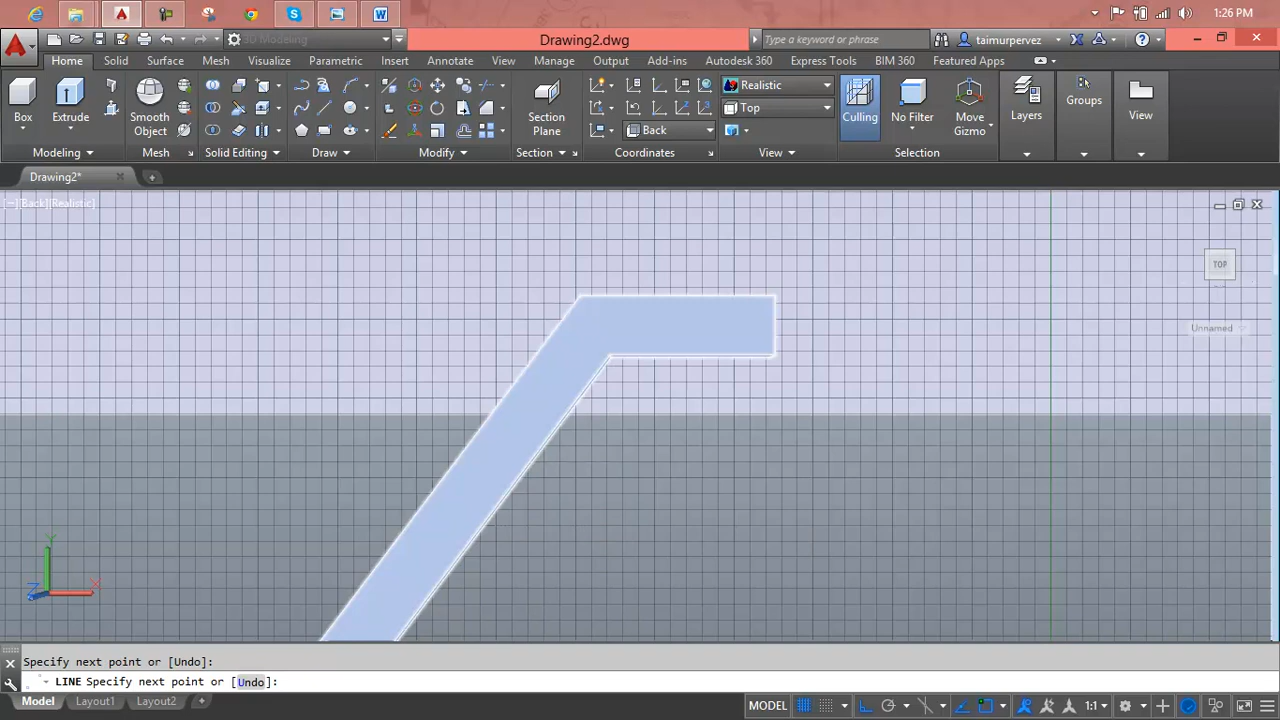 1:26 PM
3D Modeling
Drawing2.dwg
Type a keyword or phrase
taimurpervez
Home Solid Surface Mesh Visualize Parametric Insert Annotate View Manage Output Add-ins Autodesk 360 Express Tools BIM 360 Featured Apps
Realistic
Top
Back
Box
Extrude
Smooth
Object
Section
Plane
Culling
No Filter
Move
Gizmo
Layers
Groups
View
Modeling
Mesh
Solid Editing
Draw
Modify
Section
Coordinates
View
Selection
Drawing2*
[−][Back][Realistic]
TOP
Unnamed
Y
Z
X
Specify next point or [Undo]:
LINE Specify next point or [Undo]:
Model Layout1 Layout2
MODEL
1:1